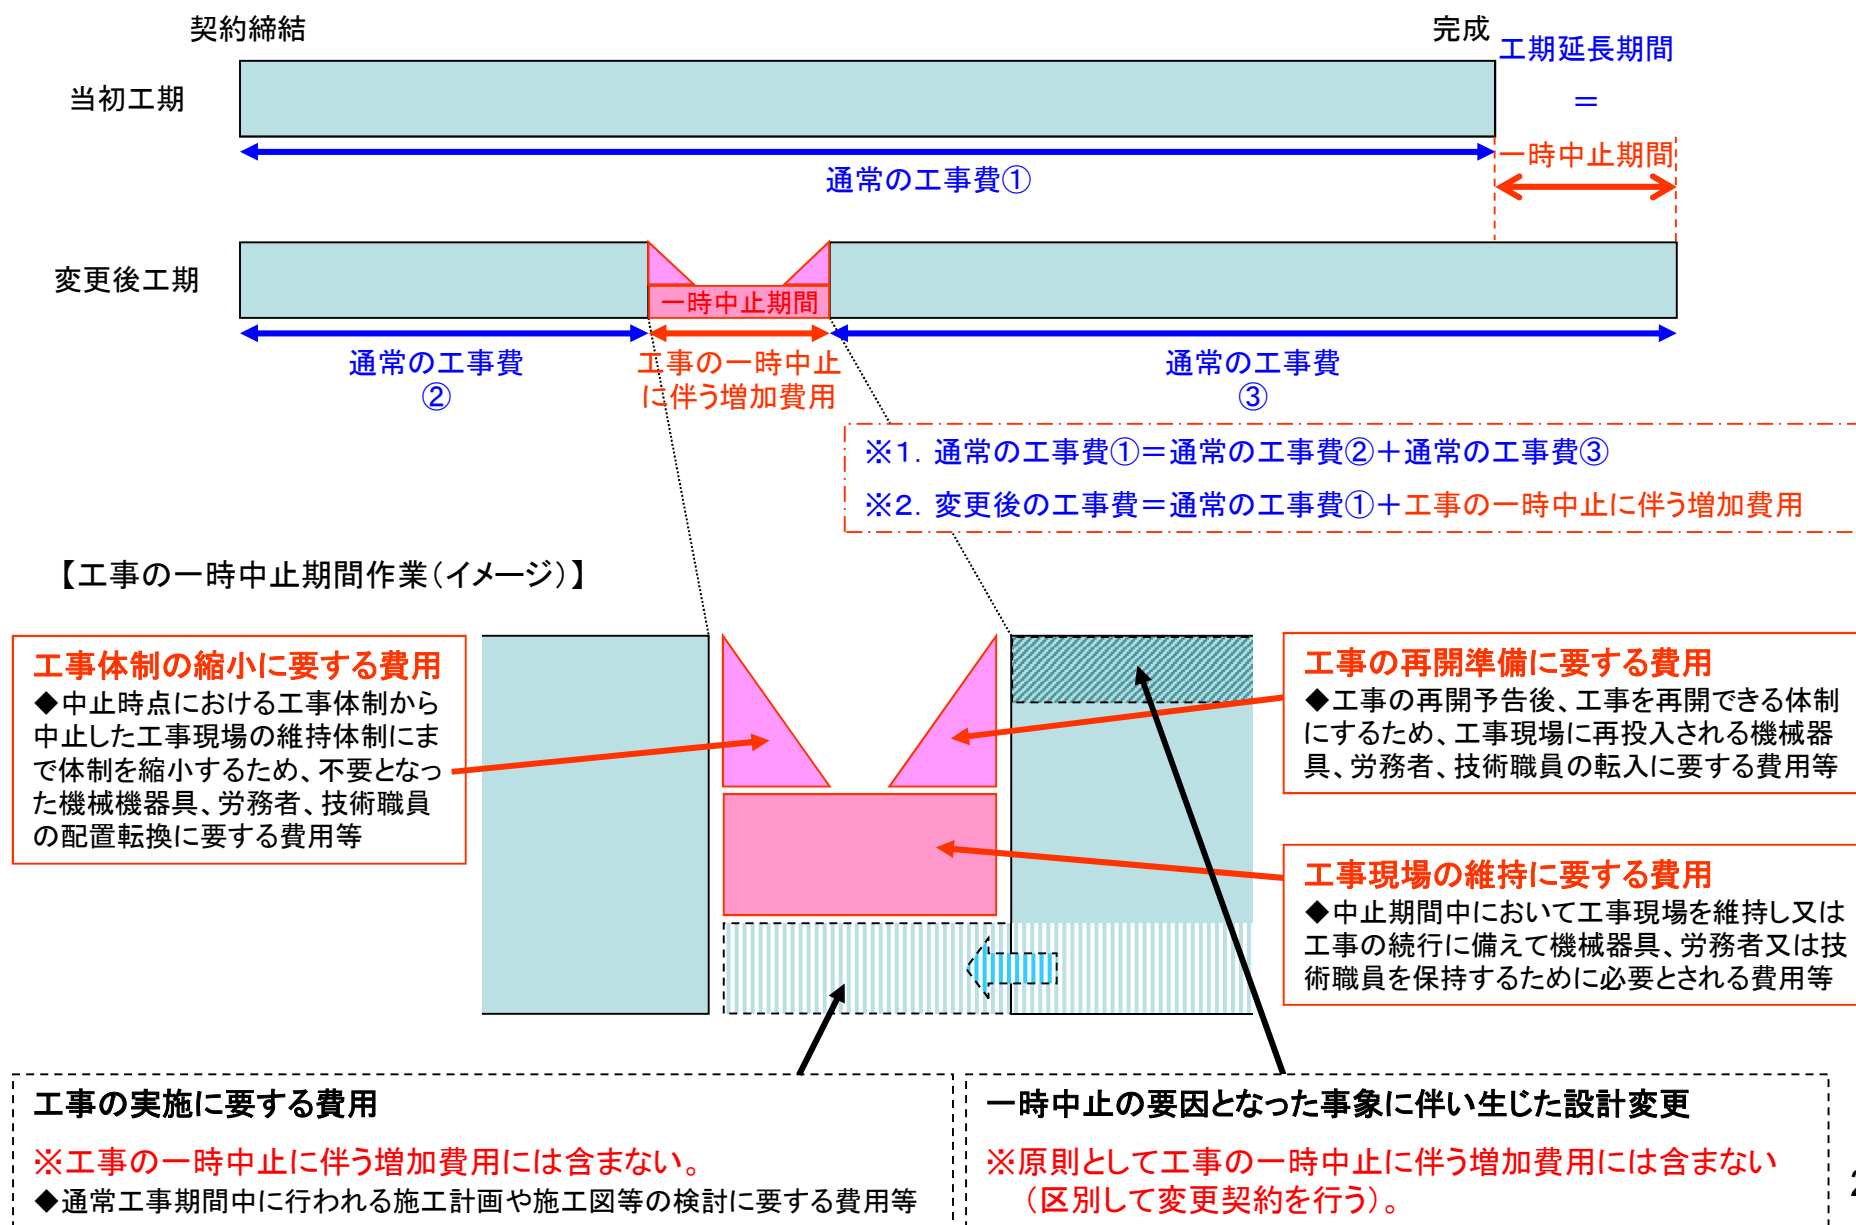 契約締結
完成
工期延長期間
当初工期
＝
一時中止期間
通常の工事費①
変更後工期
一時中止期間
通常の工事費
②
工事の一時中止
に伴う増加費用
通常の工事費
③
※1．通常の工事費①＝通常の工事費②＋通常の工事費③
※2．変更後の工事費＝通常の工事費①＋工事の一時中止に伴う増加費用
【工事の一時中止期間作業（イメージ）】
工事体制の縮小に要する費用
◆中止時点における工事体制から
中止した工事現場の維持体制にま
で体制を縮小するため、不要となっ
た機械機器具、労務者、技術職員
の配置転換に要する費用等
工事の再開準備に要する費用
◆工事の再開予告後、工事を再開できる体制
にするため、工事現場に再投入される機械器
具、労務者、技術職員の転入に要する費用等
工事現場の維持に要する費用
◆中止期間中において工事現場を維持し又は
工事の続行に備えて機械器具、労務者又は技
術職員を保持するために必要とされる費用等
工事の実施に要する費用
※工事の一時中止に伴う増加費用には含まない。
◆通常工事期間中に行われる施工計画や施工図等の検討に要する費用等
一時中止の要因となった事象に伴い生じた設計変更
※原則として工事の一時中止に伴う増加費用には含まない
（区別して変更契約を行う）。